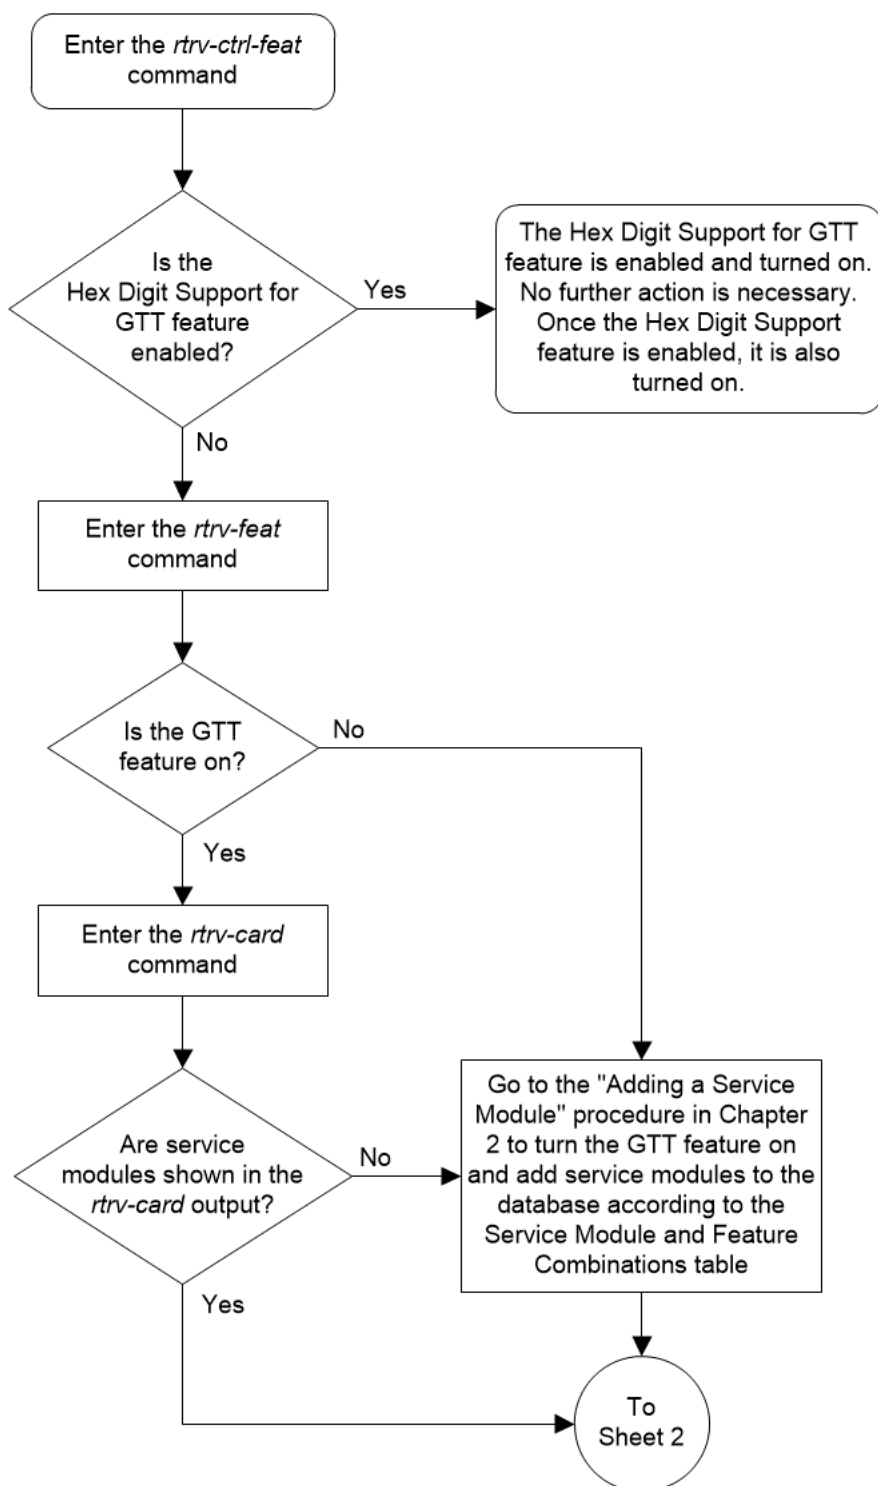 Enter the rtrv-ctrl-feat
command
Is the
Hex Digit Support for
GTT feature
enabled?
Yes
The Hex Digit Support for GTT
feature is enabled and turned on.
No further action is necessary.
Once the Hex Digit Support
feature is enabled, it is also
turned on.
No
Enter the rtrv-feat
command
Is the GTT
feature on?
No
Yes
Enter the rtrv-card
command
Are service
modules shown in the
rtrv-card output?
No
Go to the "Adding a Service
Module" procedure in Chapter
2 to turn the GTT feature on
and add service modules to the
database according to the
Service Module and Feature
Combinations table
Yes
To
Sheet 2